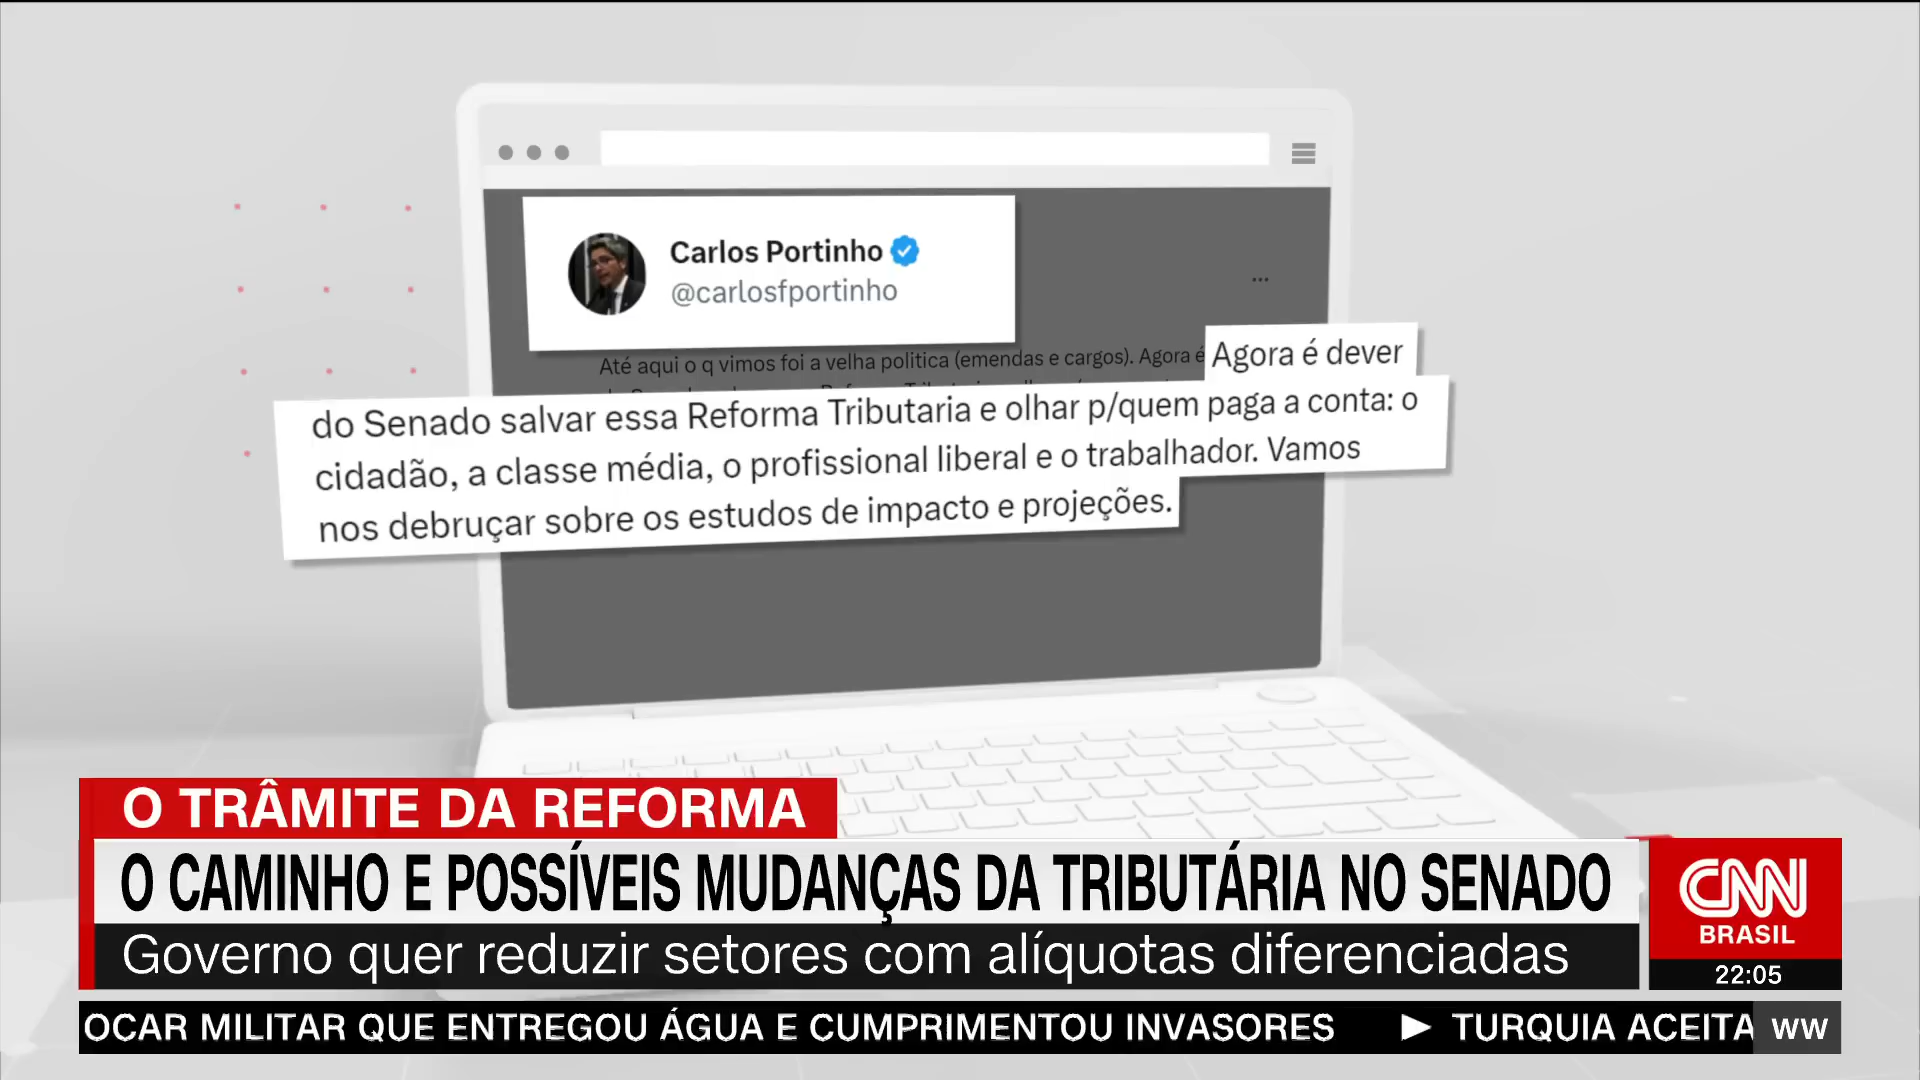 Carlos Portinho
@carlosfportinho
...
Até aqui o q vimos foi a velha politica (emendas e cargos). Agora é
Agora é dever
do Senado salvar essa Reforma Tributaria e olhar p/quem paga a conta: o
cidadão, a classe média, o profissional liberal e o trabalhador. Vamos
nos debruçar sobre os estudos de impacto e projeções.
O TRÂMITE DA REFORMA
O CAMINHO E POSSÍVEIS MUDANÇAS DA TRIBUTÁRIA NO SENADO
Governo quer reduzir setores com alíquotas diferenciadas
CNN
BRASIL
22:05
OCAR MILITAR QUE ENTREGOU ÁGUA E CUMPRIMENTOU INVASORES ▶ TURQUIA ACEITA
WW